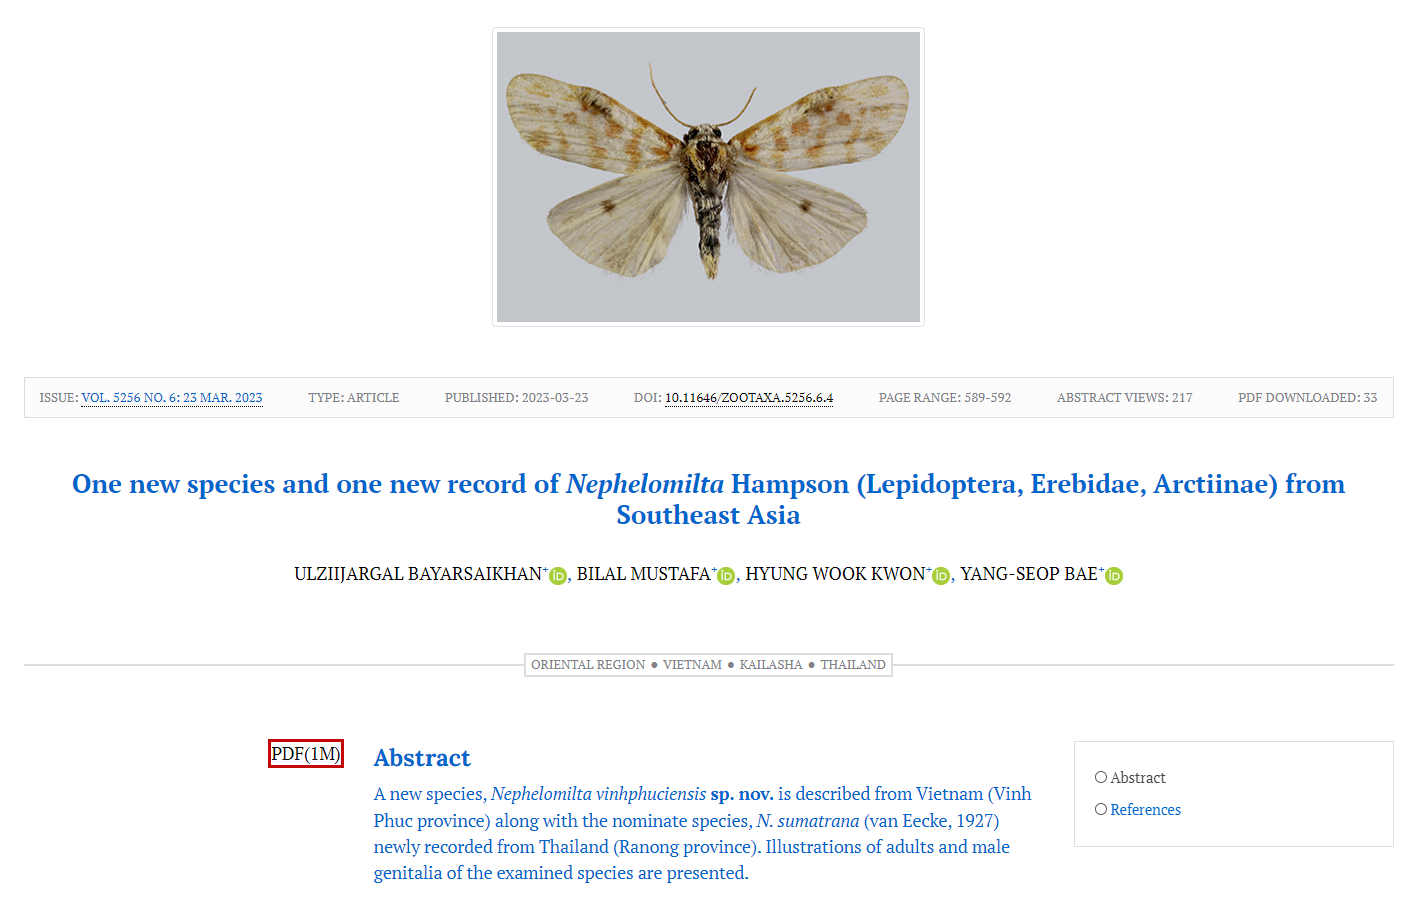 ISSUE: VOL. 5256 NO. 6: 23 MAR. 2023 TYPE: ARTICLE PUBLISHED: 2023-03-23 DOI: 10.11646/ZOOTAXA.5256.6.4 PAGE RANGE: 589-592 ABSTRACT VIEWS: 217 PDF DOWNLOADED: 33
One new species and one new record of Nephelomilta Hampson (Lepidoptera, Erebidae, Arctiinae) from
Southeast Asia
ULZIIJARGAL BAYARSAIKHAN+ iD, BILAL MUSTAFA+ iD, HYUNG WOOK KWON+ iD, YANG-SEOP BAE+ iD
ORIENTAL REGION ● VIETNAM ● KAILASHA ● THAILAND
PDF(1M)
Abstract
A new species, Nephelomilta vinhphuciensis sp. nov. is described from Vietnam (Vinh
Phuc province) along with the nominate species, N. sumatrana (van Eecke, 1927)
newly recorded from Thailand (Ranong province). Illustrations of adults and male
genitalia of the examined species are presented.
Abstract
References